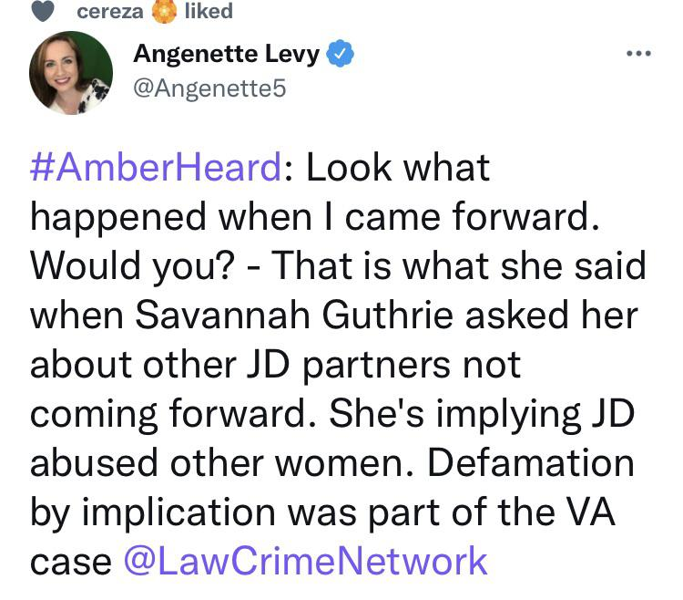 cereza liked
Angenette Levy
@Angenette5
#AmberHeard: Look what
happened when I came forward.
Would you? - That is what she said
when Savannah Guthrie asked her
about other JD partners not
coming forward. She's implying JD
abused other women. Defamation
by implication was part of the VA
case @LawCrimeNetwork